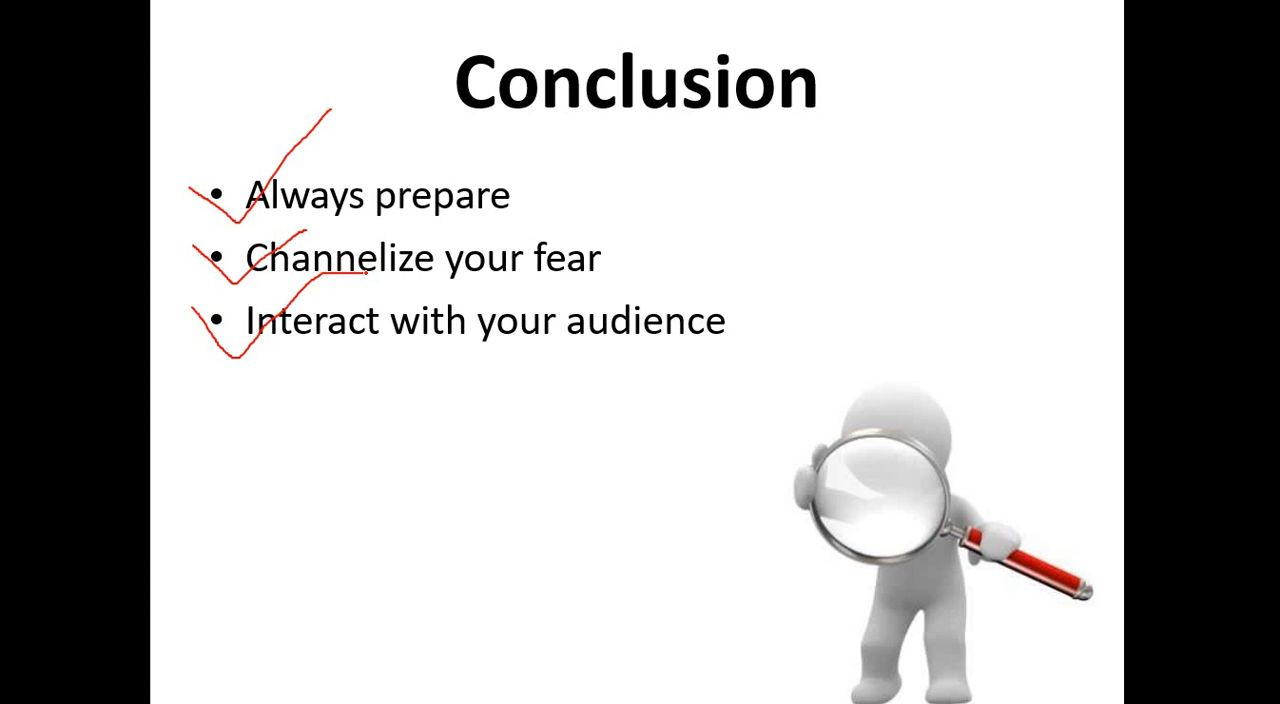 Conclusion
• Always prepare
• Channelize your fear
• Interact with your audience